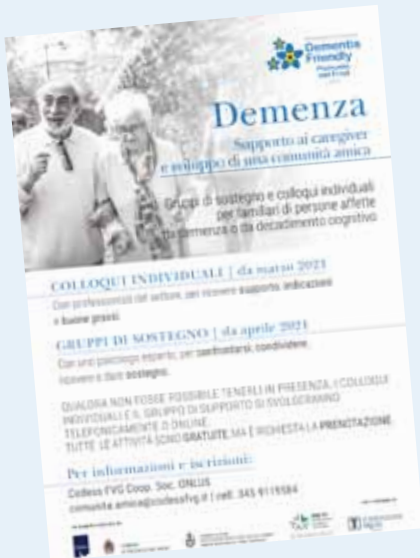 Dementia
Friendly
Demenza
Supporto ai caregiver
e sviluppo di una comunità amica
Gruppi di sostegno e colloqui individuali
per familiari di persone affette
da demenza o da decadimento cognitivo
COLLOQUI INDIVIDUALI | da marzo 2021
Con professionisti del settore, per ricevere supporto, indicazioni
e buone prassi.
GRUPPI DI SOSTEGNO | da aprile 2021
Con uno psicologo esperto, per confrontarsi, condividere,
ricevere e dare sostegno.
QUALORA NON FOSSE POSSIBILE TENERLI IN PRESENZA, I COLLOQUI
INDIVIDUALI E IL GRUPPO DI SUPPORTO SI SVOLGERANNO
TELEFONICAMENTE O ONLINE.
TUTTE LE ATTIVITÀ SONO GRATUITE MA È RICHIESTA LA PRENOTAZIONE.
Per informazioni e iscrizioni:
Codess FVG Coop. Soc. ONLUS
comunita.amica@codessfvg.it | cell. 345 9119584